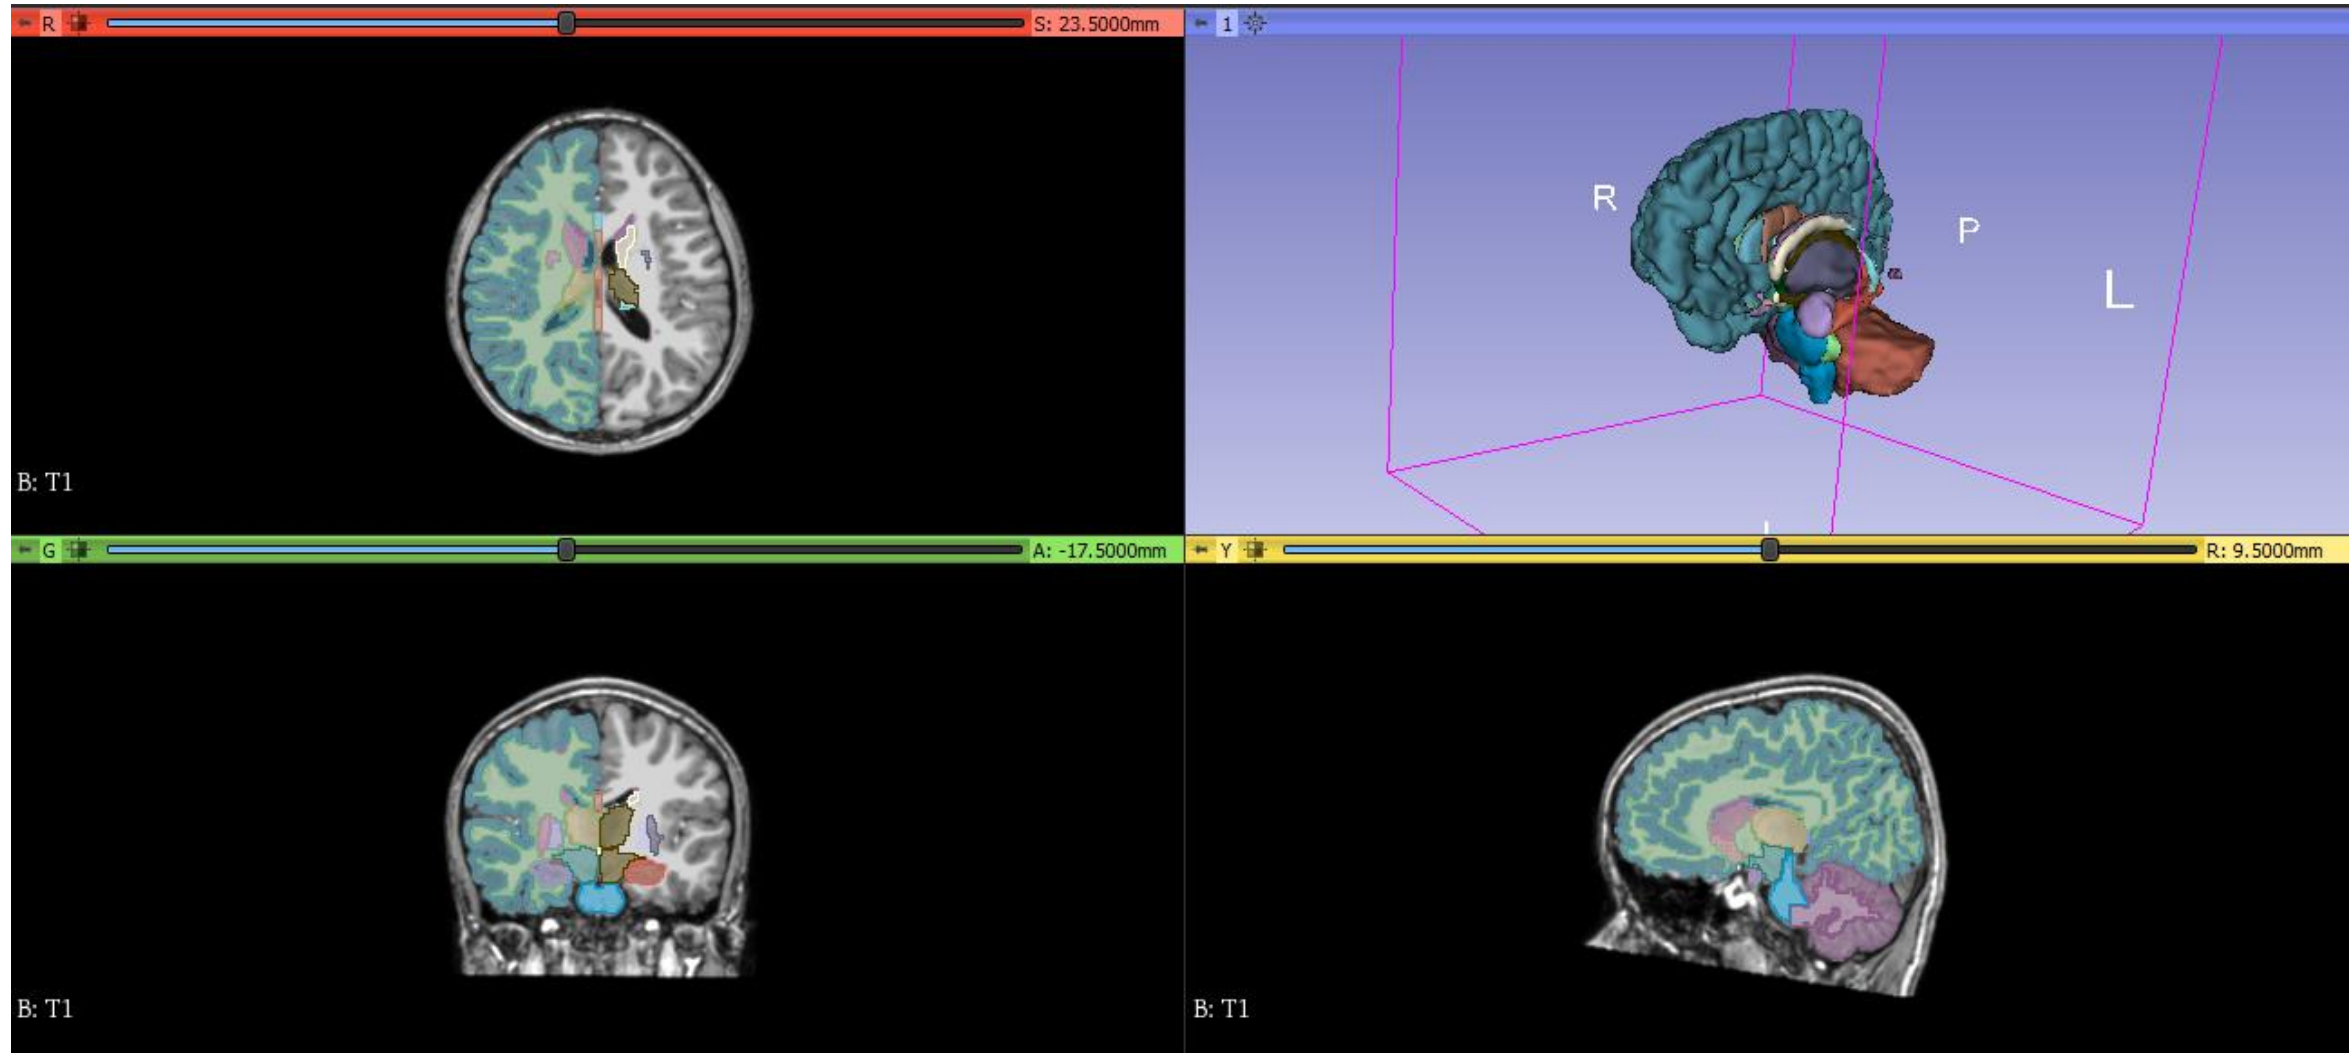 R S: 23.5000mm
1
R
P
L
B: T1
G A: -17.5000mm
Y R: 9.5000mm
B: T1
B: T1